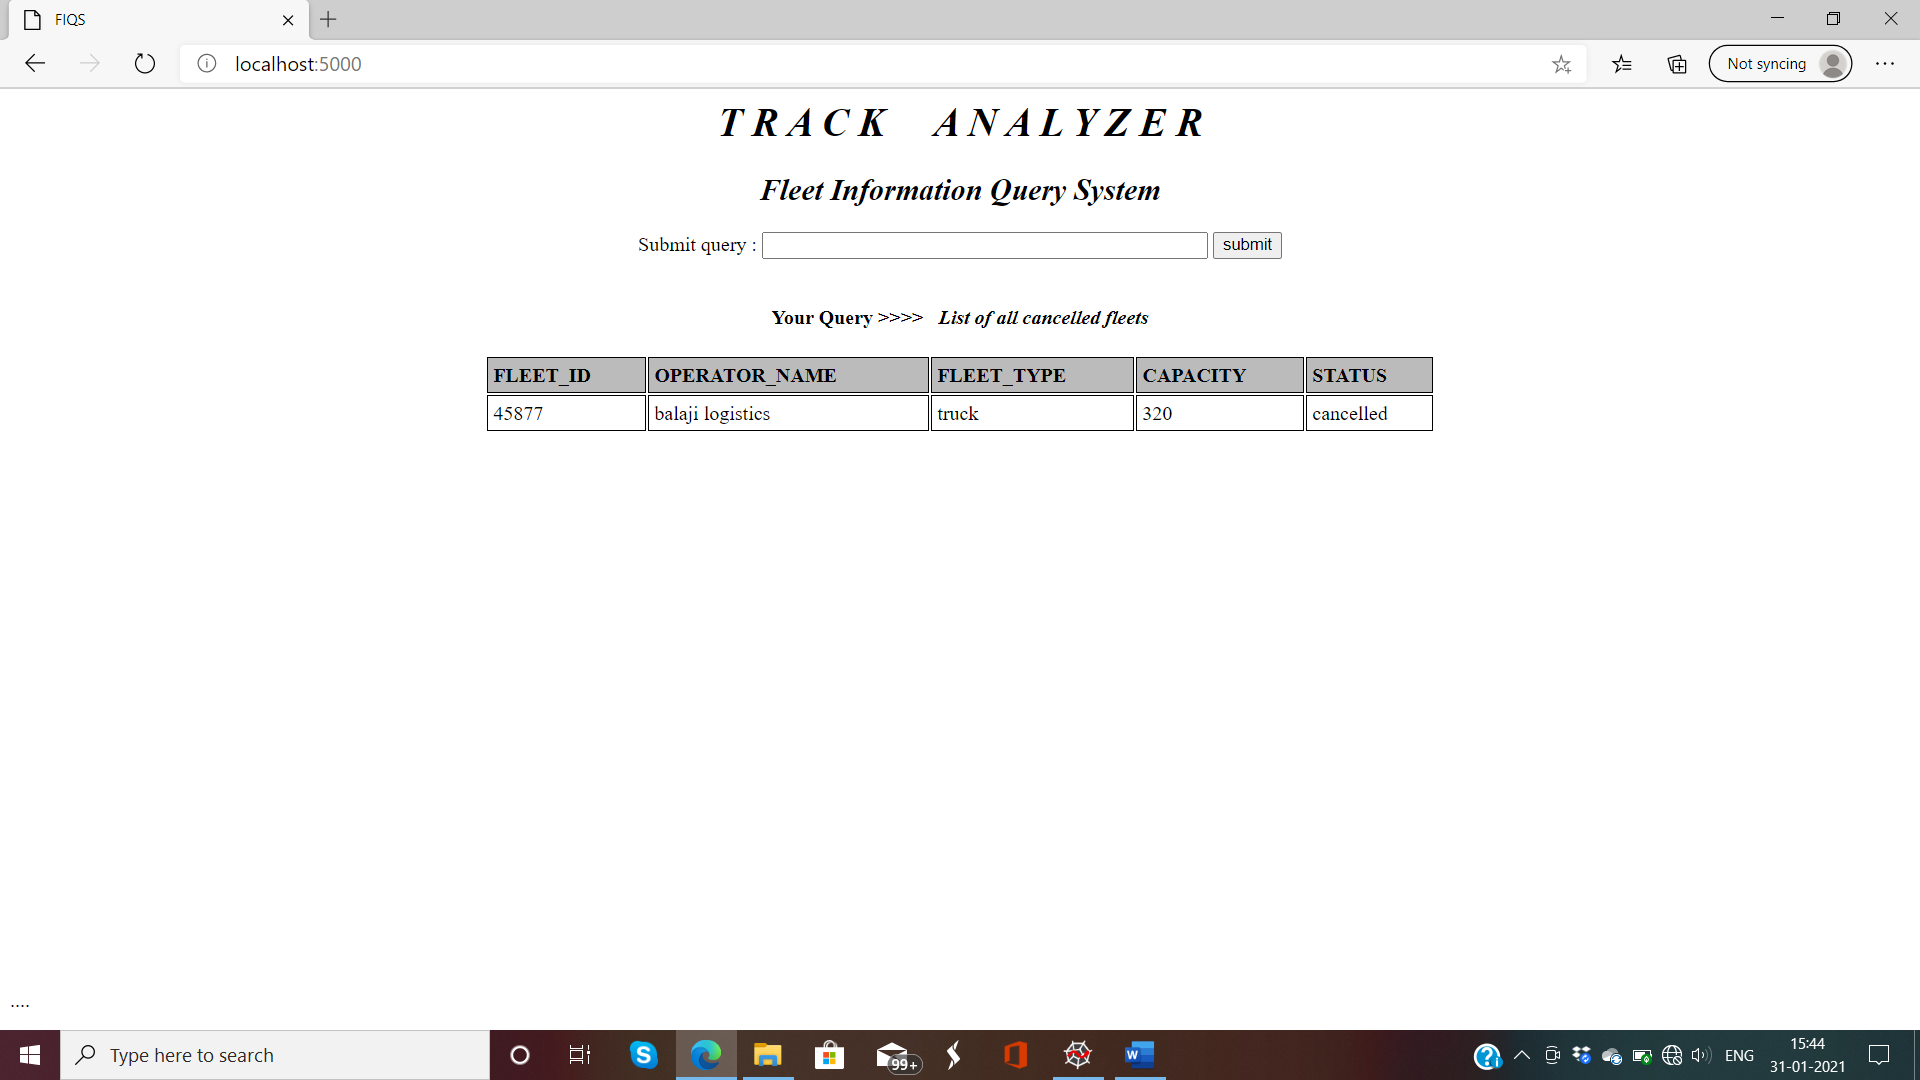 FIQS
localhost:5000
Not syncing
T R A C K A N A L Y Z E R
Fleet Information Query System
Submit query : submit
Your Query >>>> List of all cancelled fleets
FLEET_ID OPERATOR_NAME FLEET_TYPE CAPACITY STATUS
45877 balaji logistics truck 320 cancelled
....
Type here to search
99+
ENG
15:44
31-01-2021